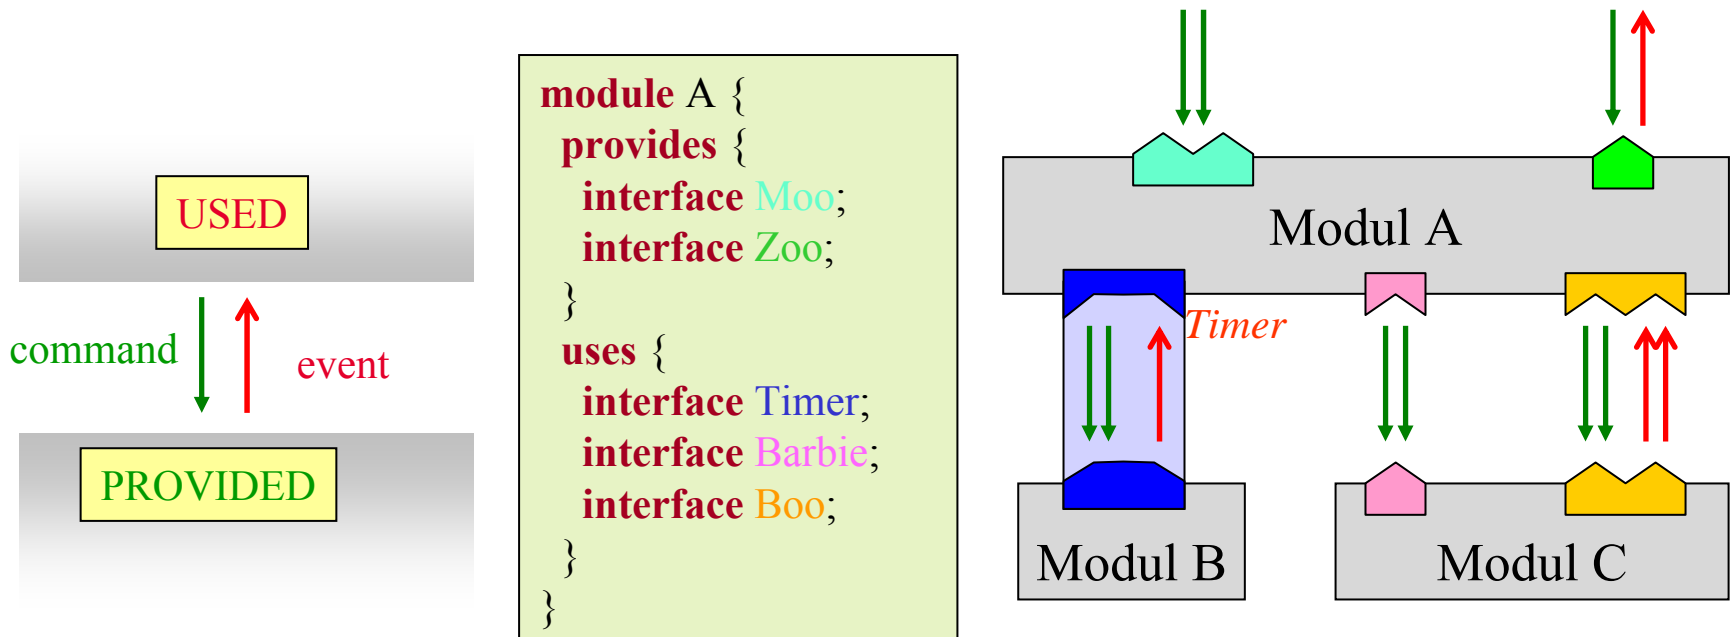 USED
command
event
PROVIDED
module A {
provides {
interface Moo;
interface Zoo;
}
uses {
interface Timer;
interface Barbie;
interface Boo;
}
}
Modul A
Timer
Modul B
Modul C